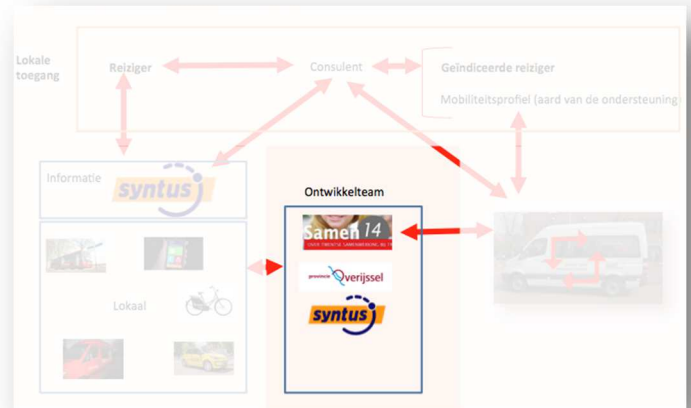 Lokale
toegang
Reiziger
Consulent
Geïndiceerde reiziger
Mobiliteitsprofiel (aard van de ondersteuning
Informatie
syntus
Lokaal
Ontwikkelteam
Samen 14
provincie Overijssel
syntus